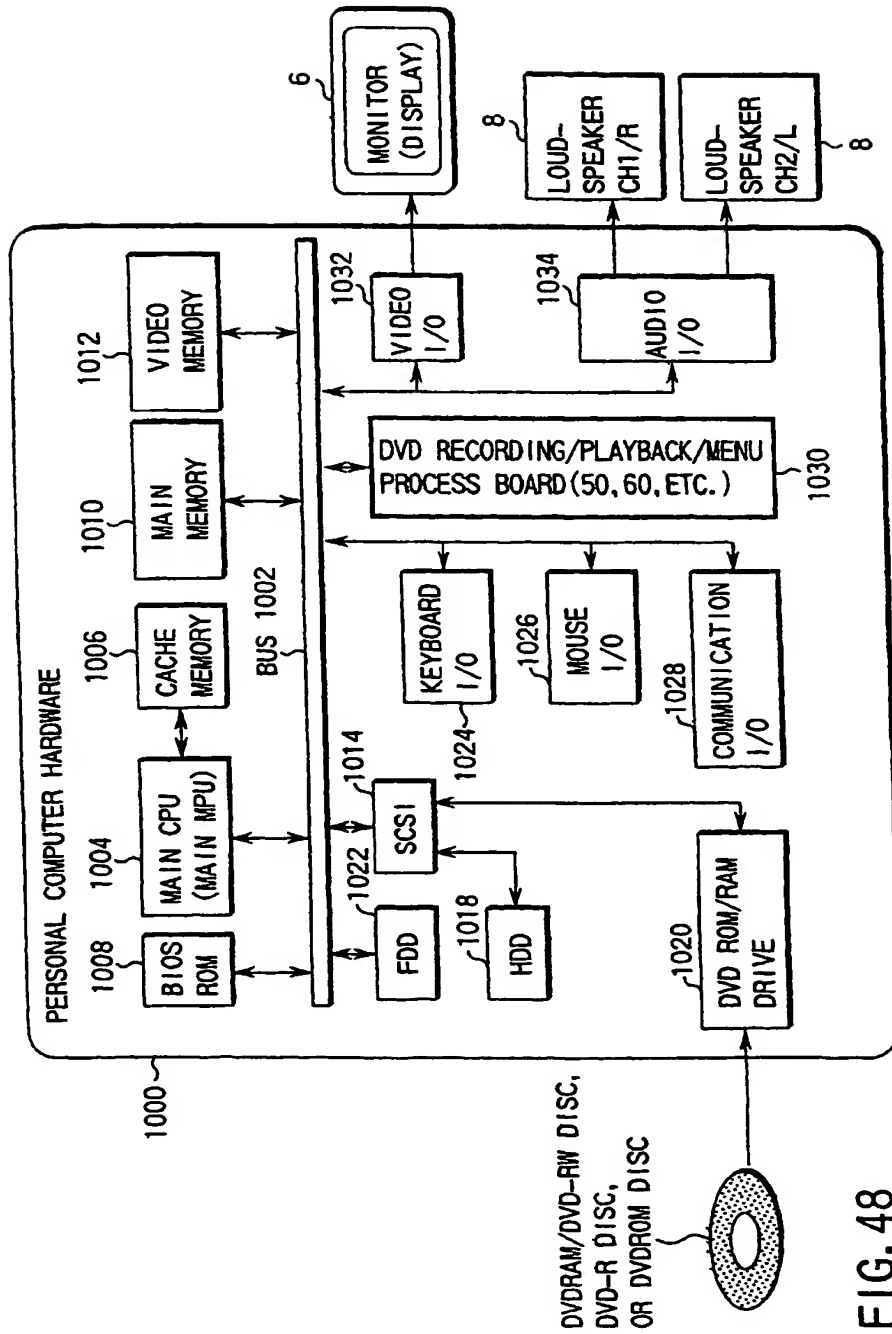 PERSONAL COMPUTER HARDWARE
1000
1008
BIOS
ROM
1004
MAIN CPU
(MAIN MPU)
1006
CACHE
MEMORY
1010
MAIN
MEMORY
1012
VIDEO
MEMORY
BUS 1002
FDD
1022
SCSI
1014
HDD
1018
1020
DVD ROM/RAM
DRIVE
KEYBOARD
I/O
1024
1026
MOUSE
I/O
1028
COMMUNICATION
I/O
DVD RECORDING/PLAYBACK/MENU
PROCESS BOARD(50,60,ETC.)
1030
1032
VIDEO
I/O
1034
AUDIO
I/O
6
MONITOR
(DISPLAY)
8
LOUD-
SPEAKER
CH1/R
LOUD-
SPEAKER
CH2/L
8
DVDRAM/DVD-RW DISC,
DVD-R DISC,
OR DVDROM DISC
FIG. 48